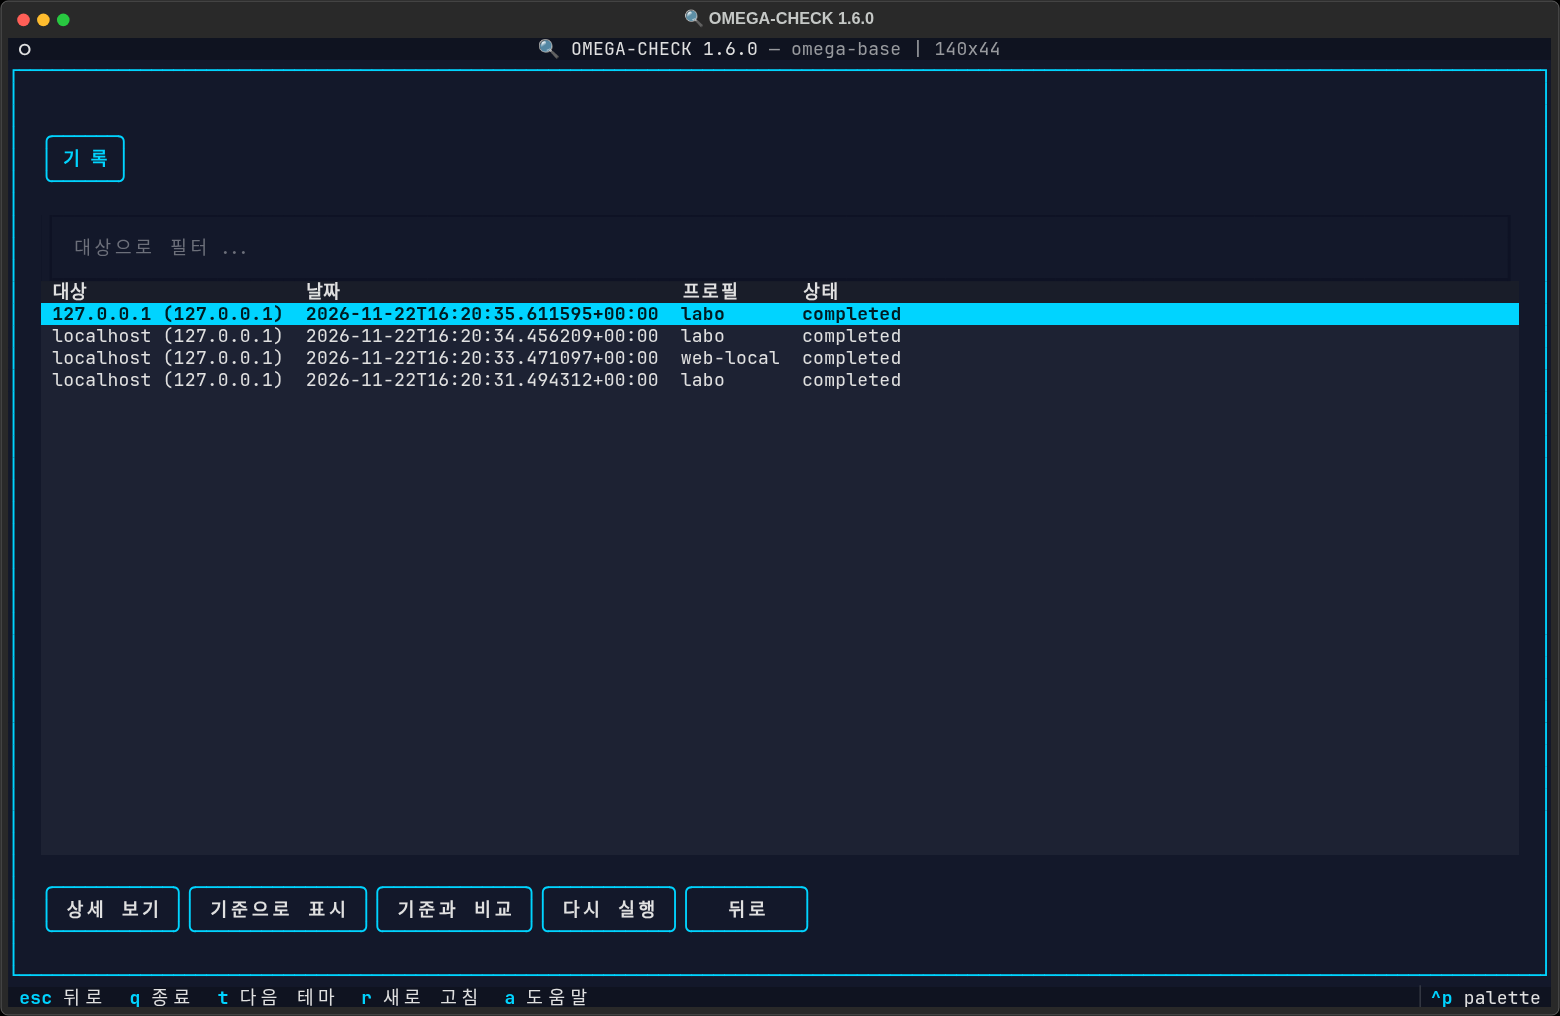 🔍 OMEGA-CHECK 1.6.0
🔍 OMEGA-CHECK 1.6.0 — omega-base | 140x44
기록
대상으로 필터 ...
대상 날짜 프로필 상태
127.0.0.1 (127.0.0.1) 2026-11-22T16:20:35.611595+00:00 labo completed
localhost (127.0.0.1) 2026-11-22T16:20:34.456209+00:00 labo completed
localhost (127.0.0.1) 2026-11-22T16:20:33.471097+00:00 web-local completed
localhost (127.0.0.1) 2026-11-22T16:20:31.494312+00:00 labo completed
상세 보기 기준으로 표시 기준과 비교 다시 실행 뒤로
esc 뒤로 q 종료 t 다음 테마 r 새로 고침 a 도움말 ^p palette